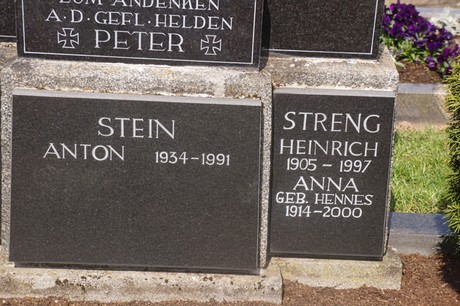 ZUM ANDENKEN
A·D·GEFL·HELDEN
PETER
STEIN
ANTON 1934-1991
STRENG
HEINRICH
1905 - 1997
ANNA
GEB. HENNES
1914-2000